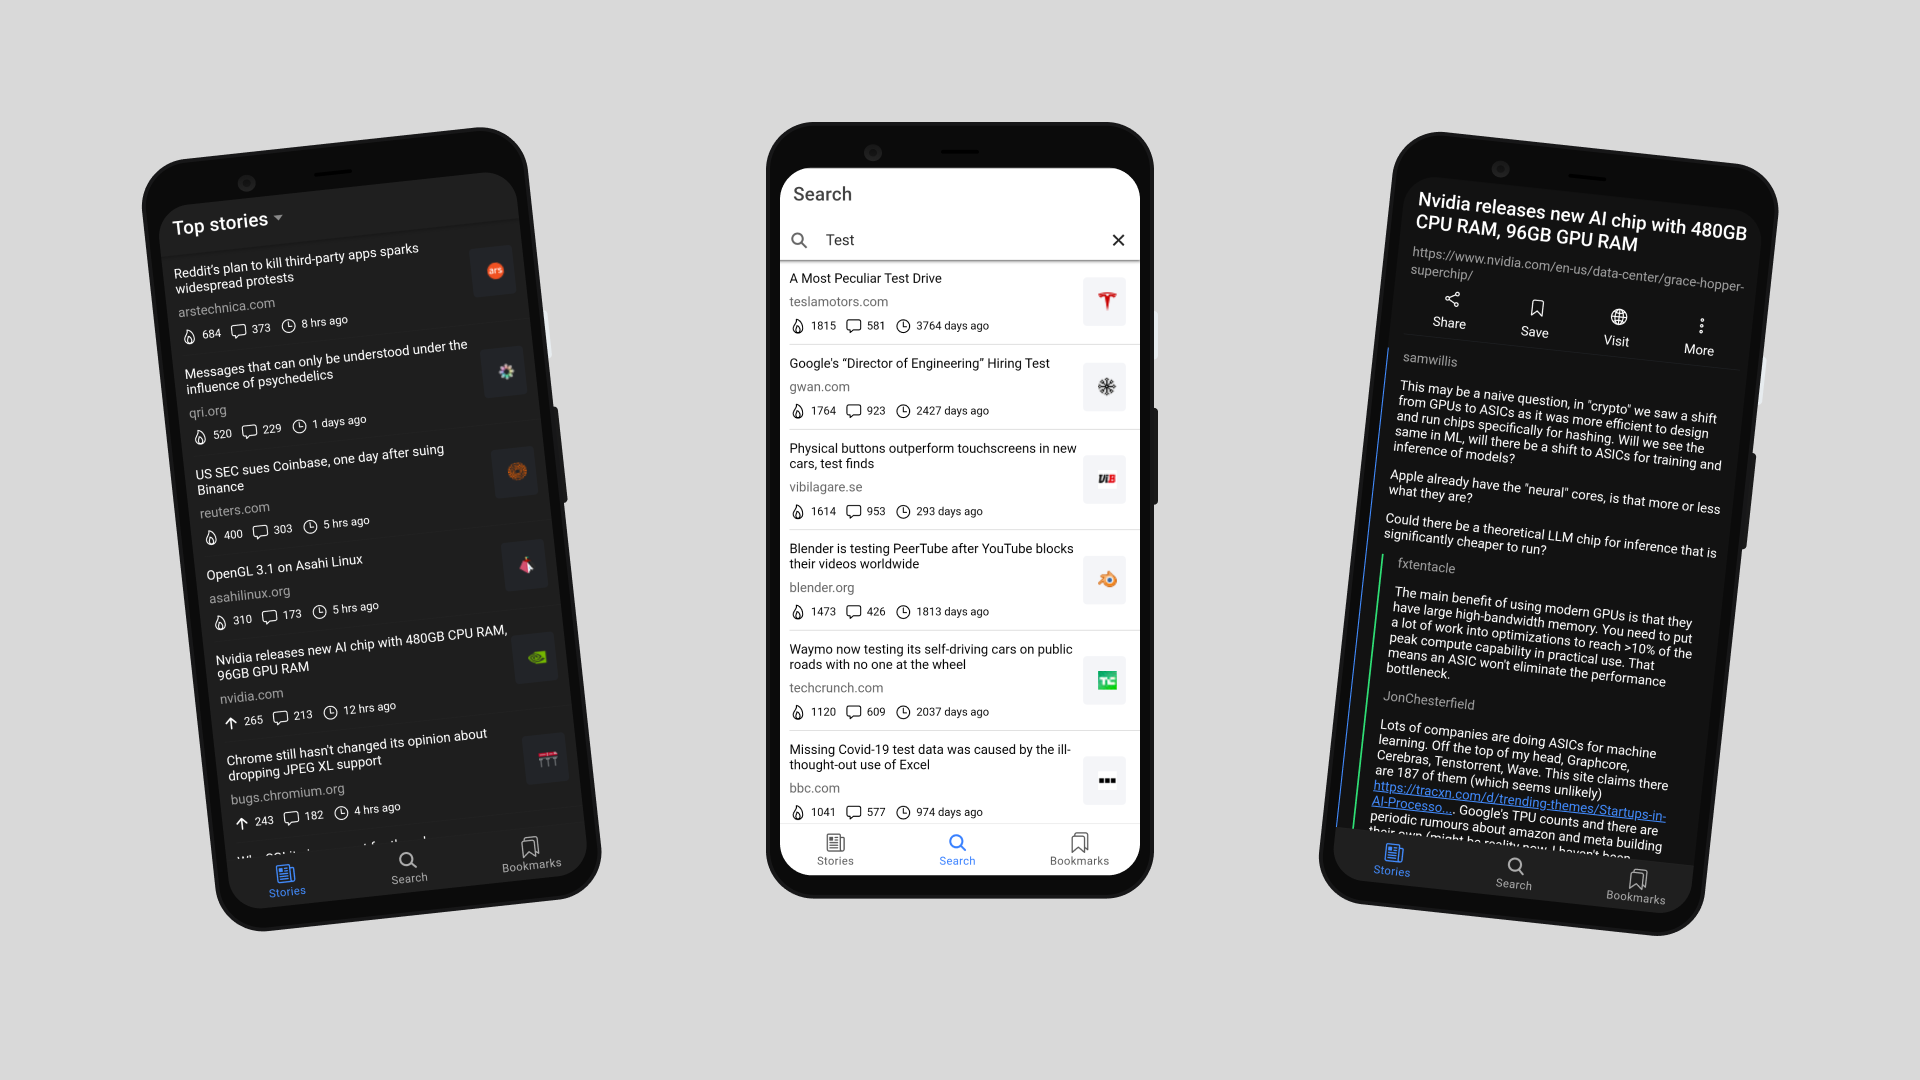 Top stories
Reddit's plan to kill third-party apps sparks
widespread protests
arstechnica.com
684 373 8 hrs ago
ars
Messages that can only be understood under the
influence of psychedelics
qri.org
520 229 1 days ago
US SEC sues Coinbase, one day after suing
Binance
reuters.com
400 303 5 hrs ago
OpenGL 3.1 on Asahi Linux
asahilinux.org
310 173 5 hrs ago
Nvidia releases new AI chip with 480GB CPU RAM,
96GB GPU RAM
nvidia.com
265 213 12 hrs ago
Chrome still hasn't changed its opinion about
dropping JPEG XL support
bugs.chromium.org
243 182 4 hrs ago
Stories Search Bookmarks
Search
Test
A Most Peculiar Test Drive
teslamotors.com
1815 581 3764 days ago
Google's “Director of Engineering” Hiring Test
gwan.com
1764 923 2427 days ago
Physical buttons outperform touchscreens in new
cars, test finds
vibilagare.se
1614 953 293 days ago
ViB
Blender is testing PeerTube after YouTube blocks
their videos worldwide
blender.org
1473 426 1813 days ago
Waymo now testing its self-driving cars on public
roads with no one at the wheel
techcrunch.com
1120 609 2037 days ago
TC
Missing Covid-19 test data was caused by the ill-
thought-out use of Excel
bbc.com
1041 577 974 days ago
Stories Search Bookmarks
Nvidia releases new AI chip with 480GB
CPU RAM, 96GB GPU RAM
https://www.nvidia.com/en-us/data-center/grace-hopper-
superchip/
Share Save Visit More
samwillis
This may be a naive question, in "crypto" we saw a shift
from GPUs to ASICs as it was more efficient to design
and run chips specifically for hashing. Will we see the
same in ML, will there be a shift to ASICs for training and
inference of models?
Apple already have the "neural" cores, is that more or less
what they are?
Could there be a theoretical LLM chip for inference that is
significantly cheaper to run?
fxtentacle
The main benefit of using modern GPUs is that they
have large high-bandwidth memory. You need to put
a lot of work into optimizations to reach >10% of the
peak compute capability in practical use. That
means an ASIC won't eliminate the performance
bottleneck.
JonChesterfield
Lots of companies are doing ASICs for machine
learning. Off the top of my head, Graphcore,
Cerebras, Tenstorrent, Wave. This site claims there
are 187 of them (which seems unlikely)
https://tracxn.com/d/trending-themes/Startups-in-
AI-Processo.... Google's TPU counts and there are
periodic rumours about amazon and meta building
their own (might be reality now, I haven't been
Stories Search Bookmarks